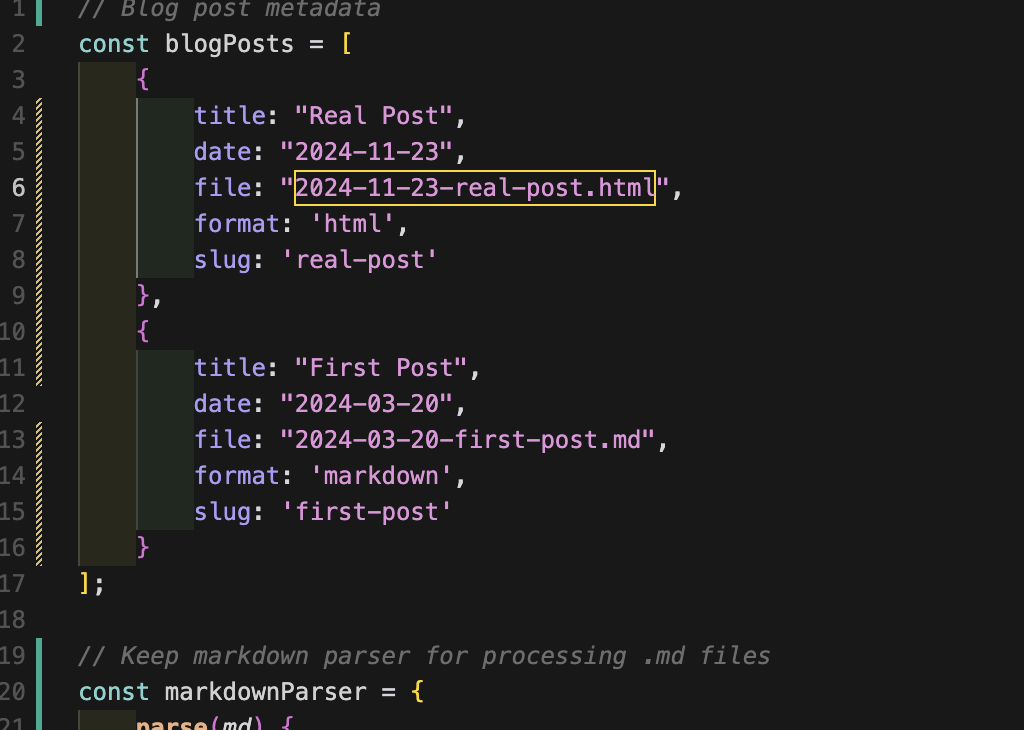 1 // Blog post metadata
2 const blogPosts = [
3 {
4 title: "Real Post",
5 date: "2024-11-23",
6 file: "2024-11-23-real-post.html",
7 format: 'html',
8 slug: 'real-post'
9 },
10 {
11 title: "First Post",
12 date: "2024-03-20",
13 file: "2024-03-20-first-post.md",
14 format: 'markdown',
15 slug: 'first-post'
16 }
17 ];
18
19 // Keep markdown parser for processing .md files
20 const markdownParser = {
21 parse(md) {